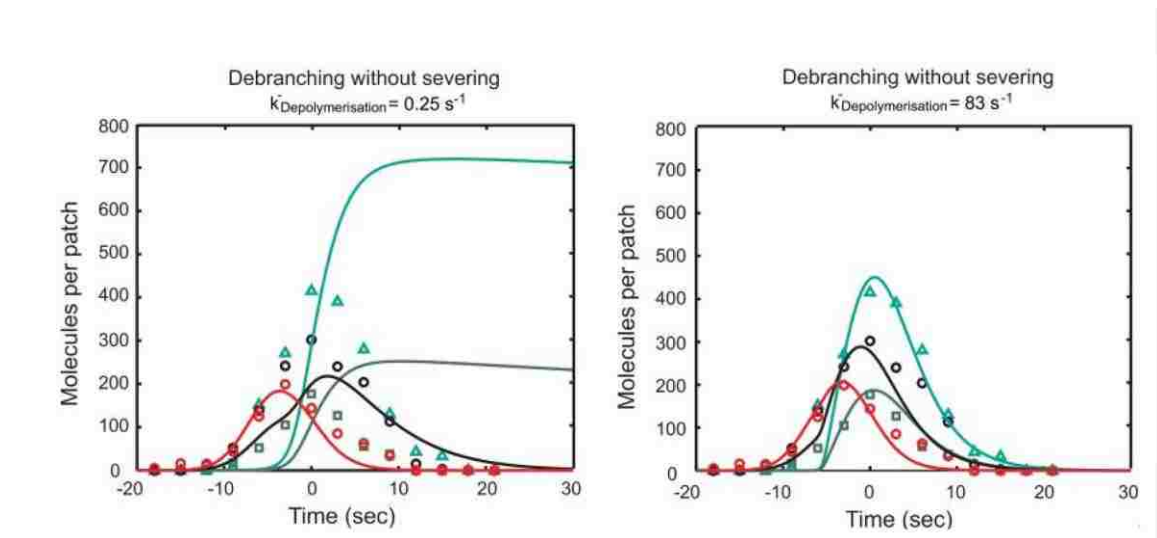 Debranching without severing
k⁻Depolymerisation = 0.25 s⁻¹
800
700
600
500
400
300
200
100
0
Molecules per patch
-20 -10 0 10 20 30
Time (sec)
Debranching without severing
k⁻Depolymerisation = 83 s⁻¹
800
700
600
500
400
300
200
100
0
Molecules per patch
-20 -10 0 10 20 30
Time (sec)